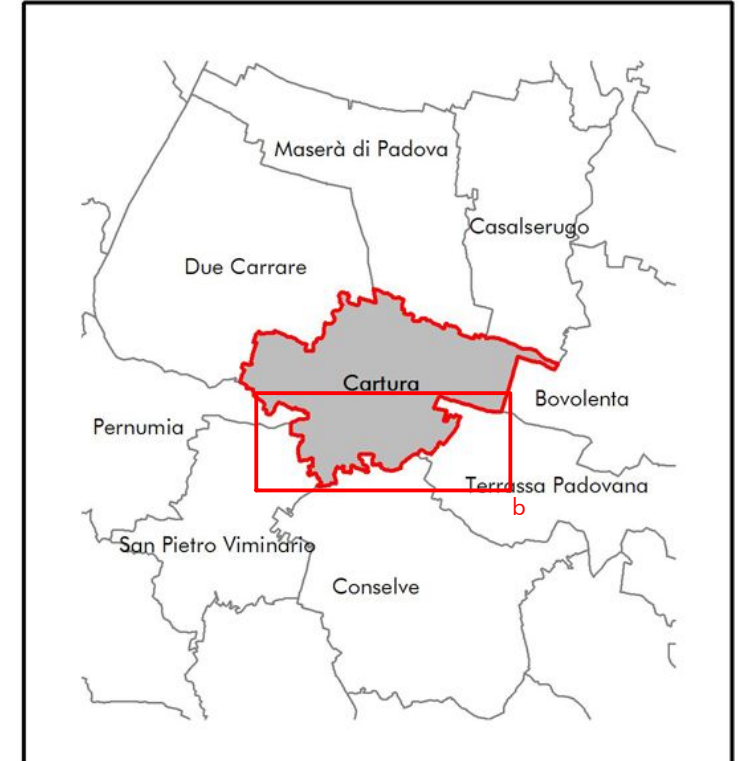 Maserà di Padova
Casalserugo
Due Carrare
Cartura
Bovolenta
Pernumia
Terrassa Padovana
b
San Pietro Viminario
Conselve